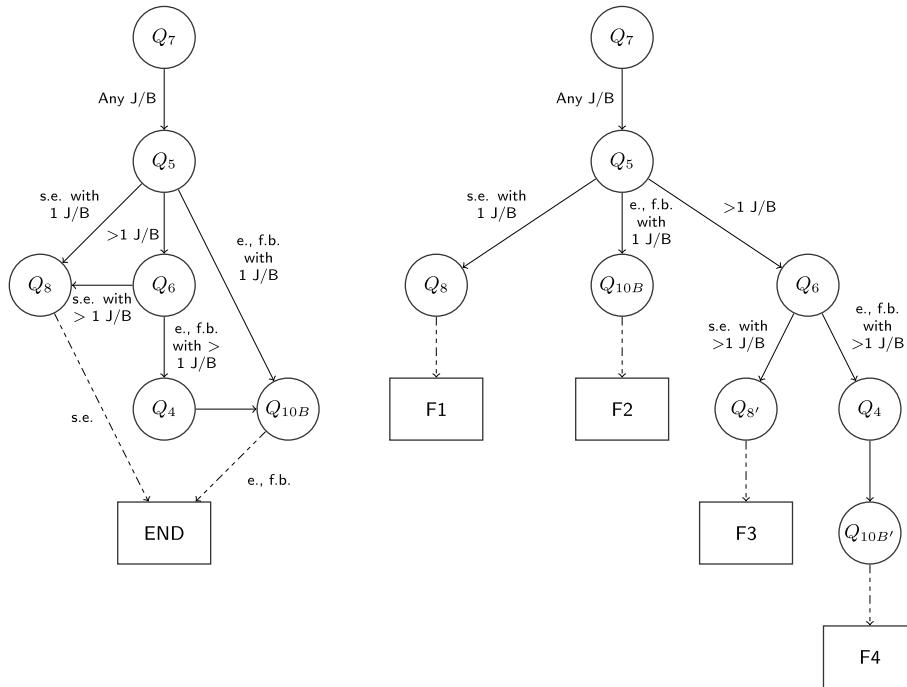 Q7
Any J/B
Q5
s.e. with
1 J/B
>1 J/B
e., f.b.
with
1 J/B
Q8
s.e. with
> 1 J/B
Q6
e., f.b.
with >
1 J/B
Q4
Q10B
s.e.
e., f.b.
END
Q7
Any J/B
Q5
s.e. with
1 J/B
e., f.b.
with
1 J/B
>1 J/B
Q8
Q10B
Q6
s.e. with
>1 J/B
e., f.b.
with
>1 J/B
F1
F2
Q8′
Q4
F3
Q10B′
F4